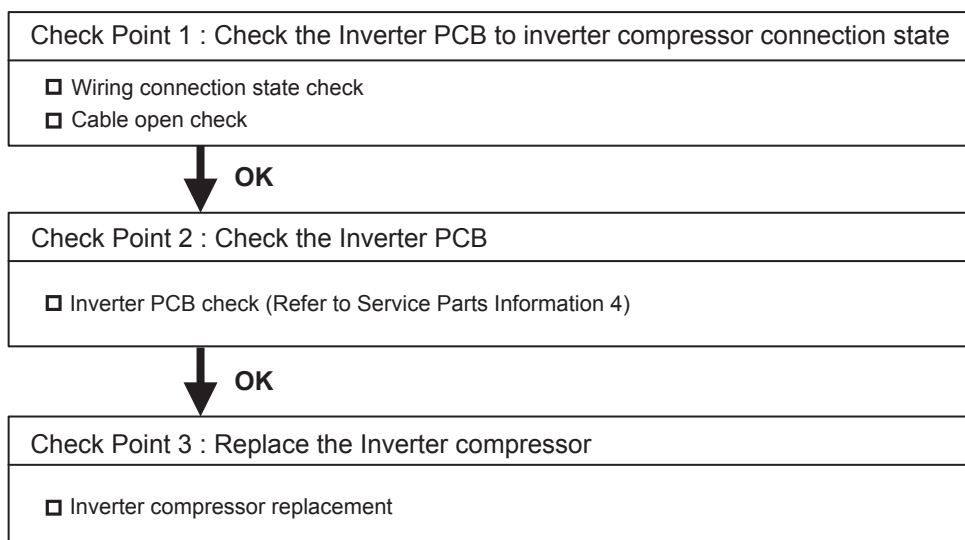 Check Point 1 : Check the Inverter PCB to inverter compressor connection state
Wiring connection state check
Cable open check
OK
Check Point 2 : Check the Inverter PCB
Inverter PCB check (Refer to Service Parts Information 4)
OK
Check Point 3 : Replace the Inverter compressor
Inverter compressor replacement